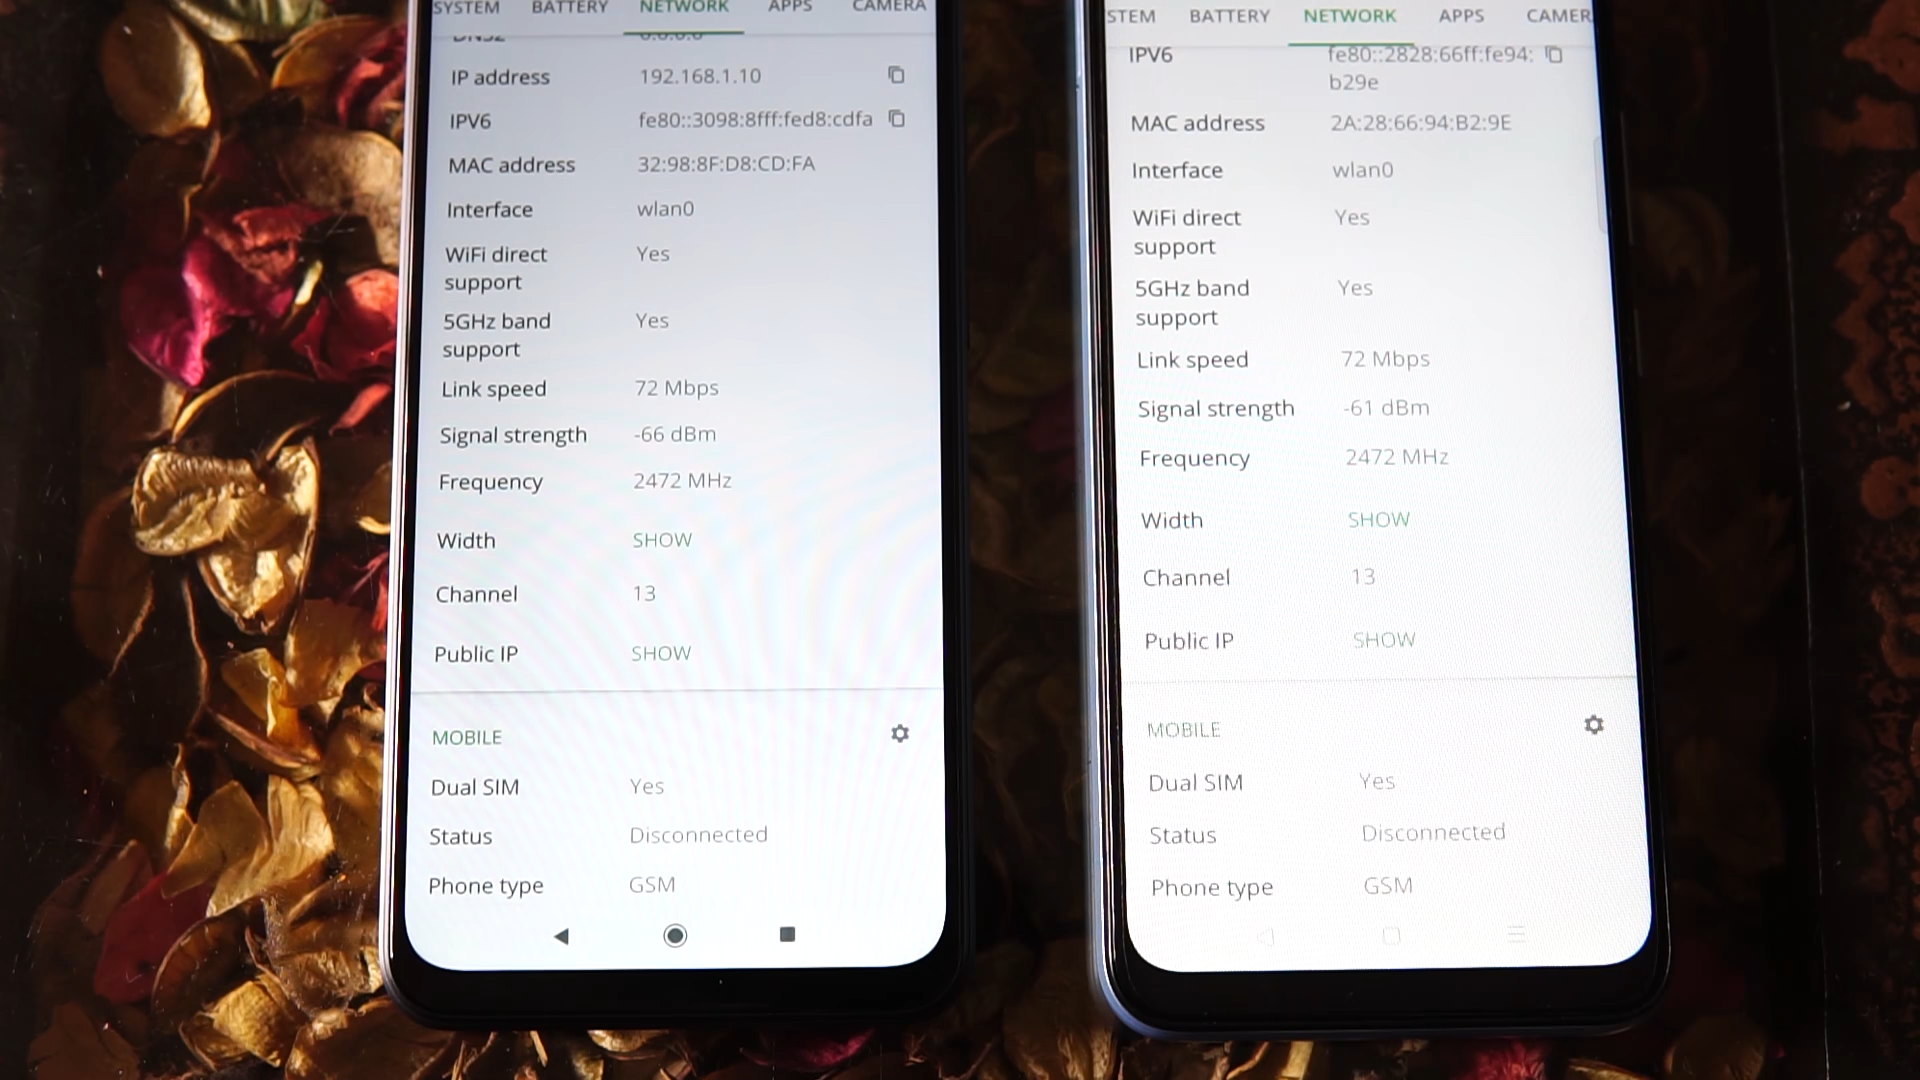 SYSTEM BATTERY NETWORK APPS CAMERA
DNS2 0.0.0.0
IP address 192.168.1.10
IPV6 fe80::3098:8fff:fed8:cdfa
MAC address 32:98:8F:D8:CD:FA
Interface wlan0
WiFi direct Yes
support
5GHz band Yes
support
Link speed 72 Mbps
Signal strength -66 dBm
Frequency 2472 MHz
Width SHOW
Channel 13
Public IP SHOW
MOBILE
Dual SIM Yes
Status Disconnected
Phone type GSM
STEM BATTERY NETWORK APPS CAMER
IPV6 fe80::2828:66ff:fe94:
b29e
MAC address 2A:28:66:94:B2:9E
Interface wlan0
WiFi direct Yes
support
5GHz band Yes
support
Link speed 72 Mbps
Signal strength -61 dBm
Frequency 2472 MHz
Width SHOW
Channel 13
Public IP SHOW
MOBILE
Dual SIM Yes
Status Disconnected
Phone type GSM